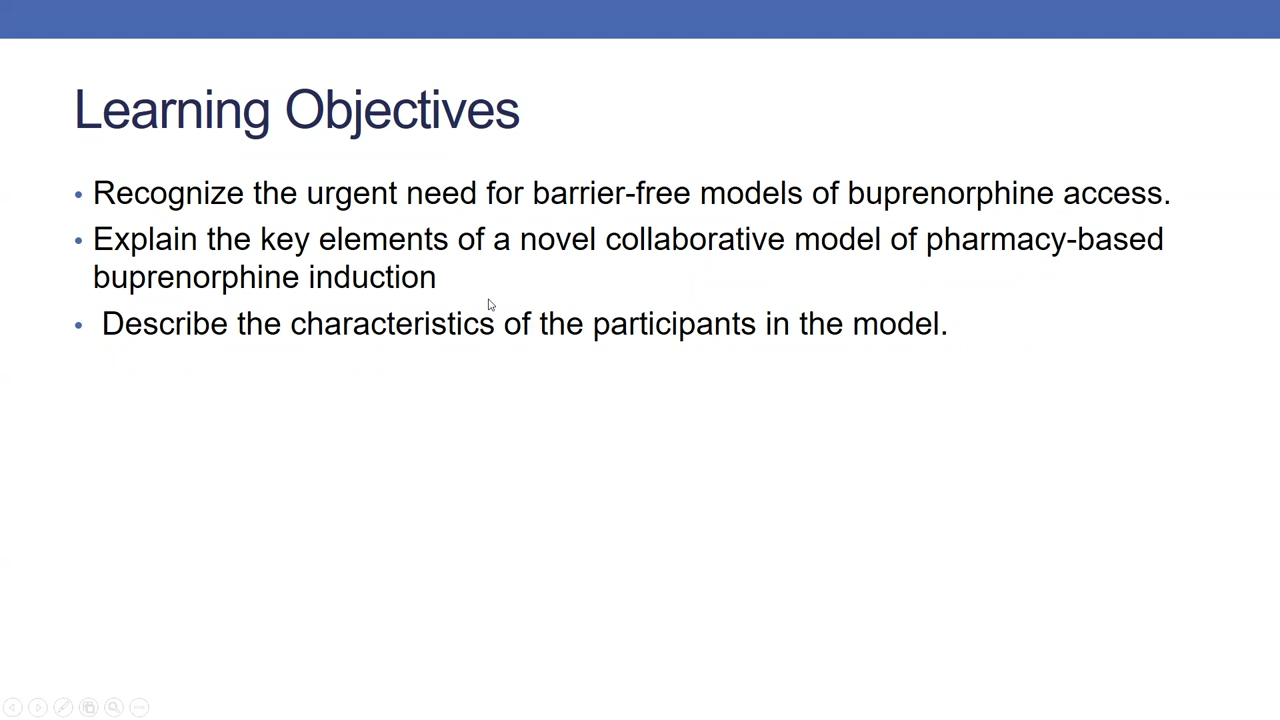 Learning Objectives
• Recognize the urgent need for barrier-free models of buprenorphine access.
• Explain the key elements of a novel collaborative model of pharmacy-based
buprenorphine induction
• Describe the characteristics of the participants in the model.